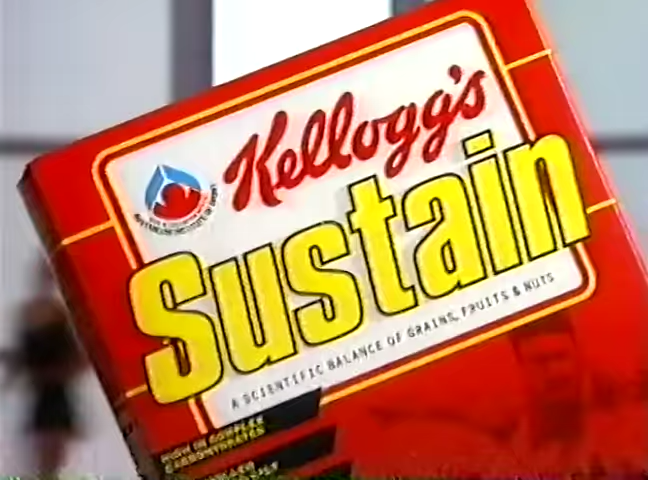 Kellogg's
Sustain
A SCIENTIFIC BALANCE OF GRAINS, FRUITS & NUTS
HIGH IN COMPLEX
CARBOHYDRATES